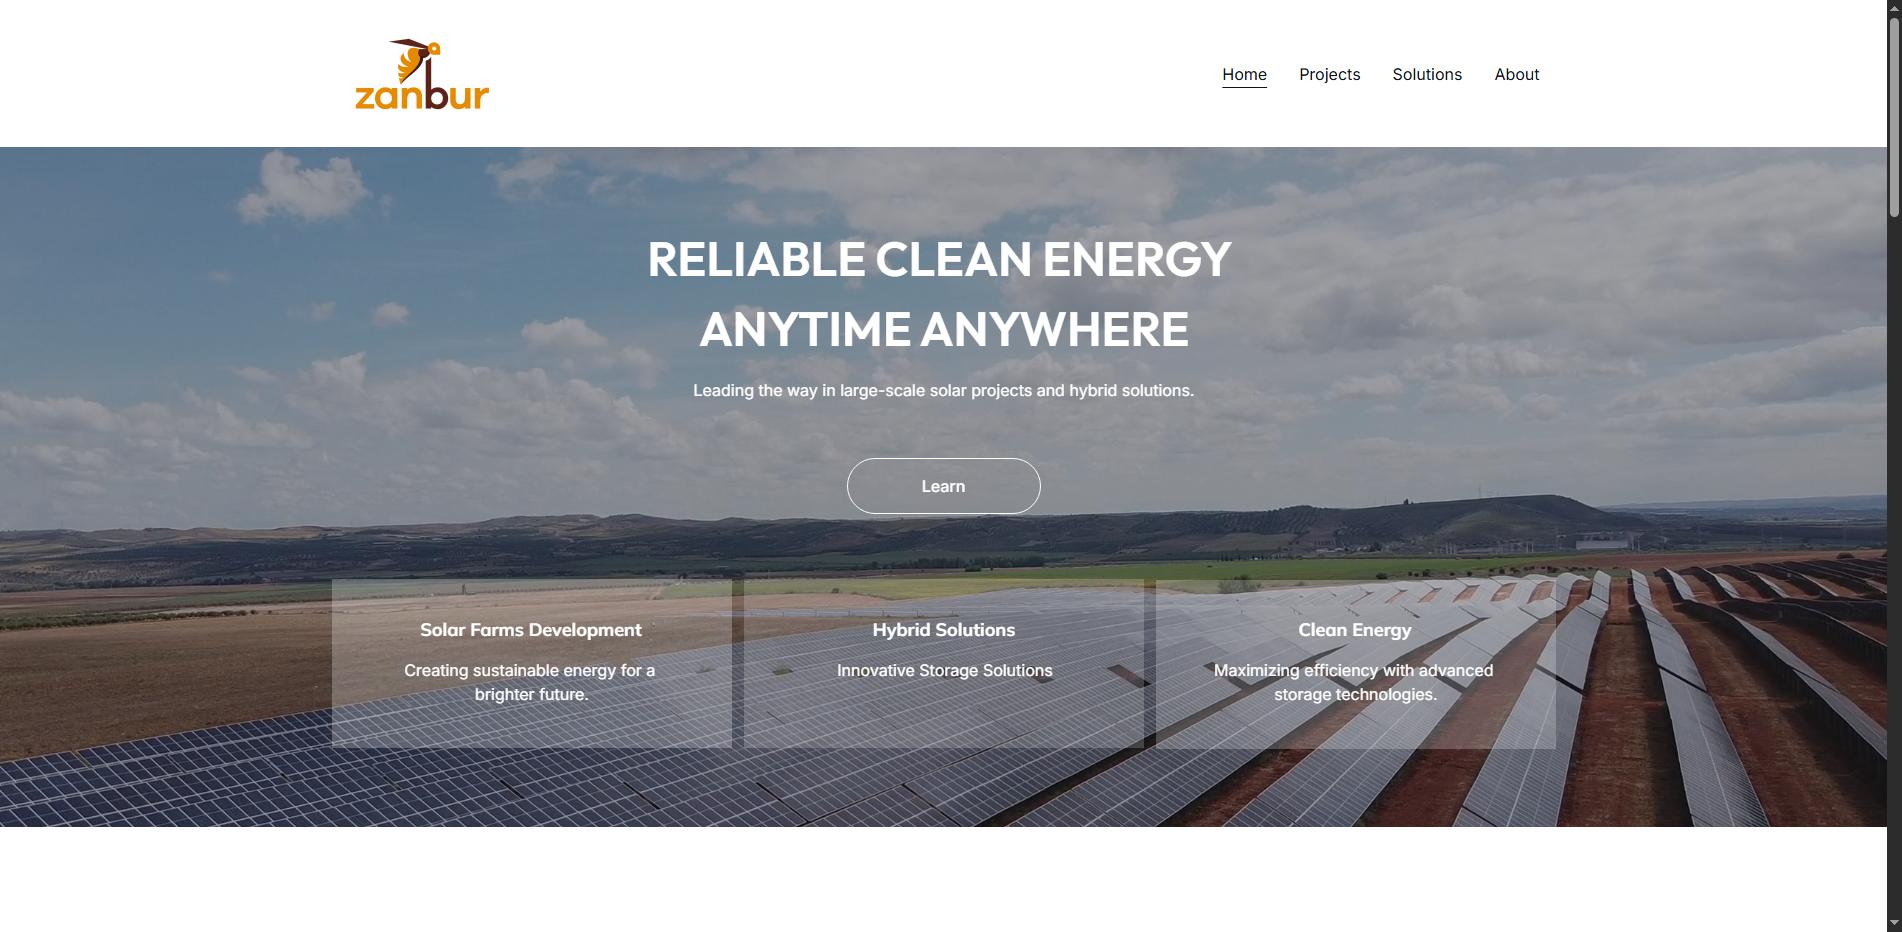 zanbur
Home
Projects
Solutions
About
RELIABLE CLEAN ENERGY
ANYTIME ANYWHERE
Leading the way in large-scale solar projects and hybrid solutions.
Learn
Solar Farms Development
Creating sustainable energy for a
brighter future.
Hybrid Solutions
Innovative Storage Solutions
Clean Energy
Maximizing efficiency with advanced
storage technologies.